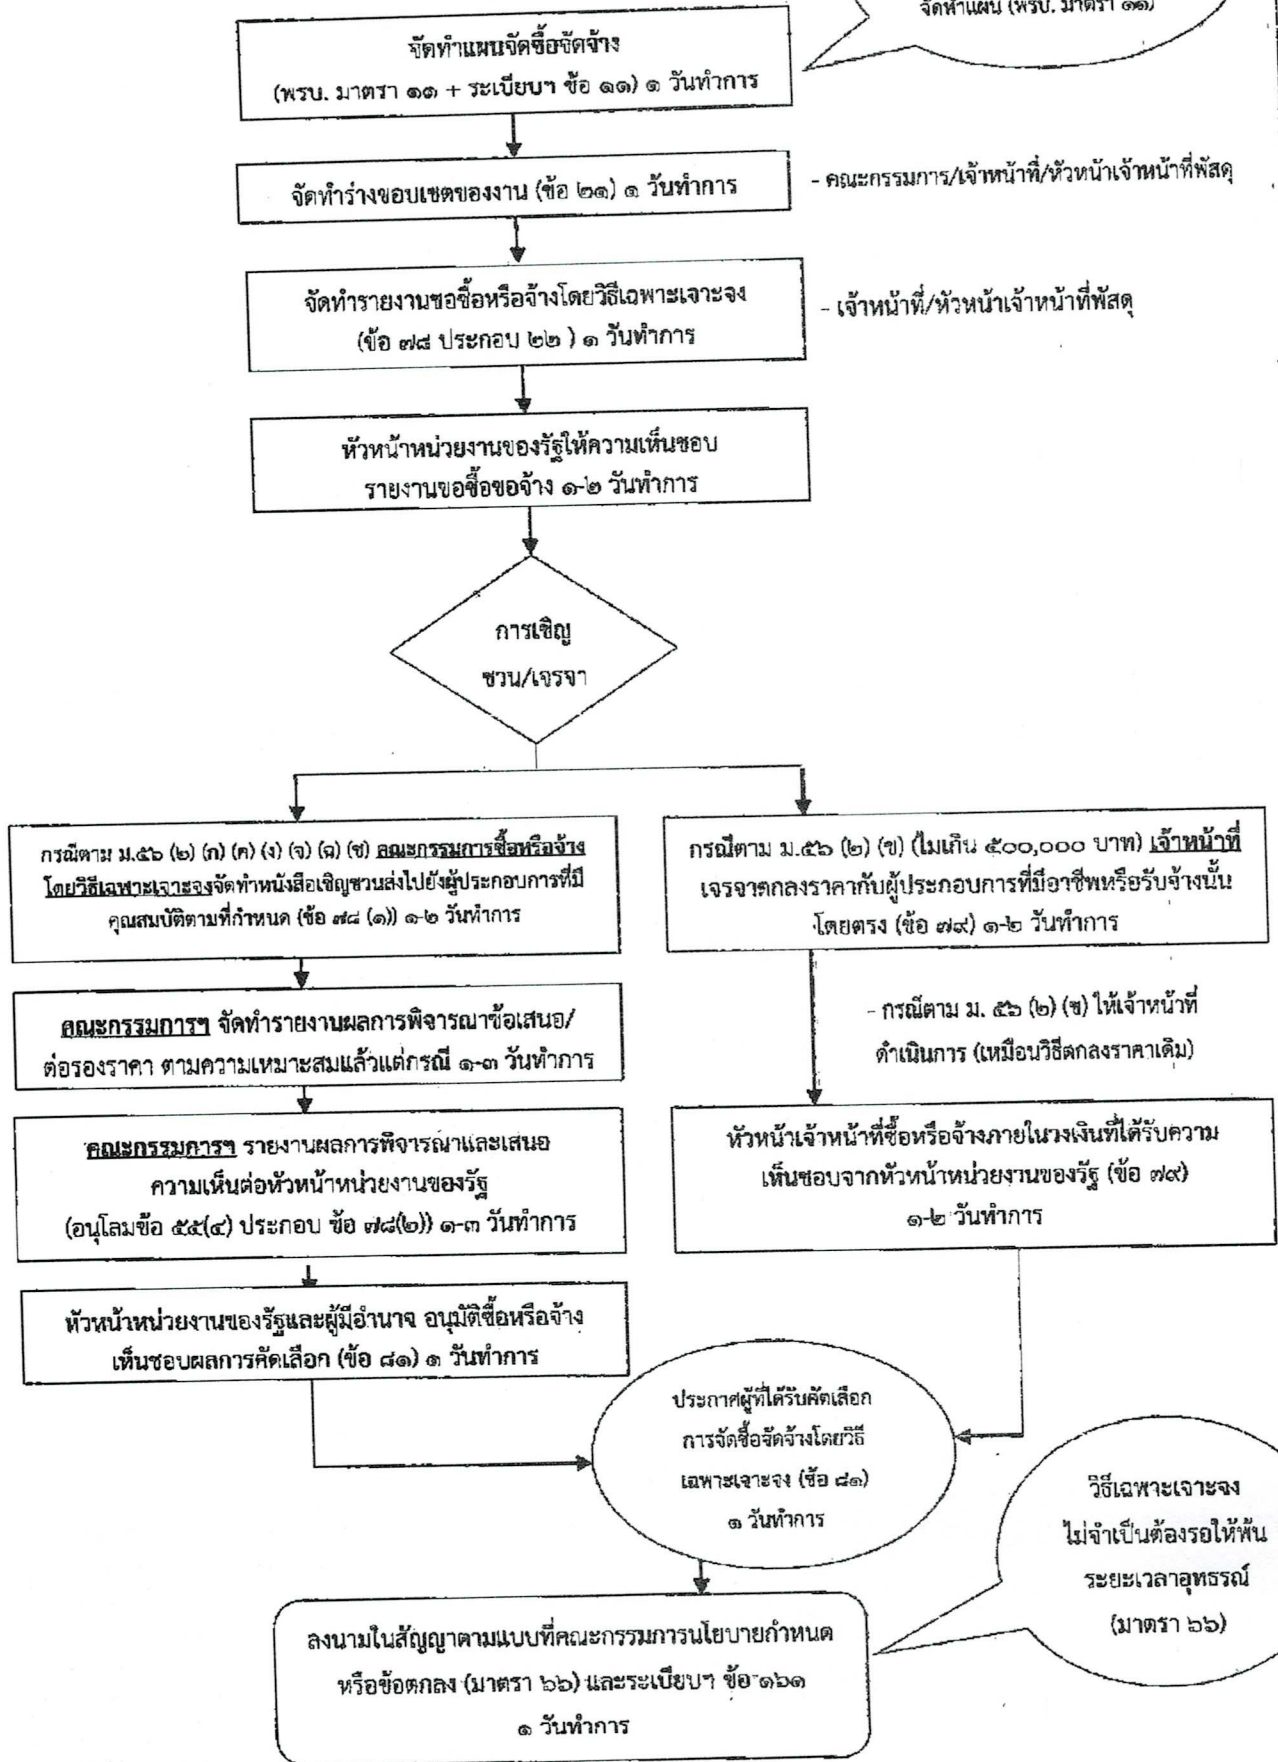 จัดทำแผน (พรบ. มาตรา ๑๑)
จัดทำแผนจัดซื้อจัดจ้าง
(พรบ. มาตรา ๑๑ + ระเบียบฯ ข้อ ๑๑) ๑ วันทำการ
จัดทำร่างขอบเขตของงาน (ข้อ ๒๑) ๑ วันทำการ
- คณะกรรมการ/เจ้าหน้าที่/หัวหน้าเจ้าหน้าที่พัสดุ
จัดทำรายงานขอซื้อหรือจ้างโดยวิธีเฉพาะเจาะจง
(ข้อ ๗๘ ประกอบ ๒๒ ) ๑ วันทำการ
- เจ้าหน้าที่/หัวหน้าเจ้าหน้าที่พัสดุ
หัวหน้าหน่วยงานของรัฐให้ความเห็นชอบ
รายงานขอซื้อขอจ้าง ๑-๒ วันทำการ
การเชิญ
ชวน/เจรจา
กรณีตาม ม.๕๖ (๒) (ก) (ค) (ง) (จ) (ฉ) (ช) คณะกรรมการซื้อหรือจ้าง
โดยวิธีเฉพาะเจาะจงจัดทำหนังสือเชิญชวนส่งไปยังผู้ประกอบการที่มี
คุณสมบัติตามที่กำหนด (ข้อ ๗๘ (๑)) ๑-๒ วันทำการ
คณะกรรมการฯ จัดทำรายงานผลการพิจารณาข้อเสนอ/
ต่อรองราคา ตามความเหมาะสมแล้วแต่กรณี ๑-๓ วันทำการ
คณะกรรมการฯ รายงานผลการพิจารณาและเสนอ
ความเห็นต่อหัวหน้าหน่วยงานของรัฐ
(อนุโลมข้อ ๕๕(๔) ประกอบ ข้อ ๗๘(๒)) ๑-๓ วันทำการ
หัวหน้าหน่วยงานของรัฐและผู้มีอำนาจ อนุมัติซื้อหรือจ้าง
เห็นชอบผลการคัดเลือก (ข้อ ๘๑) ๑ วันทำการ
กรณีตาม ม.๕๖ (๒) (ข) (ไม่เกิน ๕๐๐,๐๐๐ บาท) เจ้าหน้าที่
เจรจาตกลงราคากับผู้ประกอบการที่มีอาชีพหรือรับจ้างนั้น
โดยตรง (ข้อ ๗๙) ๑-๒ วันทำการ
- กรณีตาม ม. ๕๖ (๒) (ข) ให้เจ้าหน้าที่
ดำเนินการ (เหมือนวิธีตกลงราคาเดิม)
หัวหน้าเจ้าหน้าที่ซื้อหรือจ้างภายในวงเงินที่ได้รับความ
เห็นชอบจากหัวหน้าหน่วยงานของรัฐ (ข้อ ๗๙)
๑-๒ วันทำการ
ประกาศผู้ที่ได้รับคัดเลือก
การจัดซื้อจัดจ้างโดยวิธี
เฉพาะเจาะจง (ข้อ ๘๑)
๑ วันทำการ
วิธีเฉพาะเจาะจง
ไม่จำเป็นต้องรอให้พ้น
ระยะเวลาอุทธรณ์
(มาตรา ๖๖)
ลงนามในสัญญาตามแบบที่คณะกรรมการนโยบายกำหนด
หรือข้อตกลง (มาตรา ๖๖) และระเบียบฯ ข้อ ๑๖๑
๑ วันทำการ